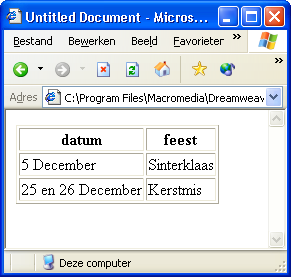 Untitled Document - Micros...
Bestand Bewerken Beeld Favorieten »
Adres C:\Program Files\Macromedia\Dreamweav
datum feest
5 December Sinterklaas
25 en 26 December Kerstmis
Deze computer